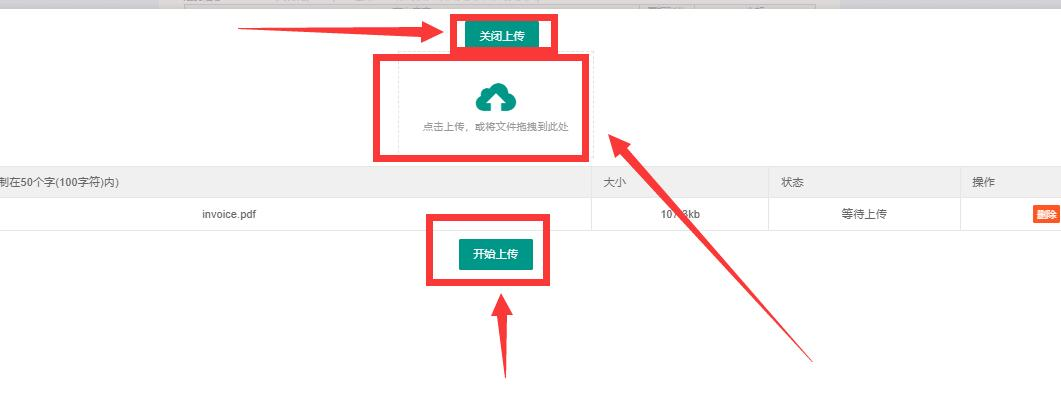 关闭上传
点击上传，或将文件拖拽到此处
制在50个字(100字符)内） 大小 状态 操作
invoice.pdf 等待上传 删除
开始上传